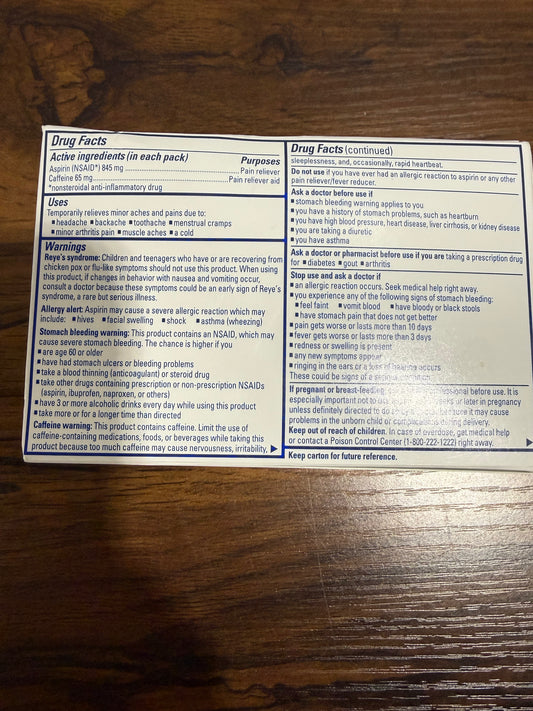 Drug Facts
Active ingredients (in each pack) Purposes
Aspirin (NSAID*) 845 mg ........ Pain reliever
Caffeine 65 mg ........ Pain reliever aid
*nonsteroidal anti-inflammatory drug
Uses
Temporarily relieves minor aches and pains due to:
■ headache ■ backache ■ toothache ■ menstrual cramps
■ minor arthritis pain ■ muscle aches ■ a cold
Warnings
Reye's syndrome: Children and teenagers who have or are recovering from
chicken pox or flu-like symptoms should not use this product. When using
this product, if changes in behavior with nausea and vomiting occur,
consult a doctor because these symptoms could be an early sign of Reye's
syndrome, a rare but serious illness.
Allergy alert: Aspirin may cause a severe allergic reaction which may
include: ■ hives ■ facial swelling ■ shock ■ asthma (wheezing)
Stomach bleeding warning: This product contains an NSAID, which may
cause severe stomach bleeding. The chance is higher if you
■ are age 60 or older
■ have had stomach ulcers or bleeding problems
■ take a blood thinning (anticoagulant) or steroid drug
■ take other drugs containing prescription or non-prescription NSAIDs
(aspirin, ibuprofen, naproxen, or others)
■ have 3 or more alcoholic drinks every day while using this product
■ take more or for a longer time than directed
Caffeine warning: This product contains caffeine. Limit the use of
caffeine-containing medications, foods, or beverages while taking this
product because too much caffeine may cause nervousness, irritability,
Drug Facts (continued)
sleeplessness, and, occasionally, rapid heartbeat.
Do not use if you have ever had an allergic reaction to aspirin or any other
pain reliever/fever reducer.
Ask a doctor before use if
■ stomach bleeding warning applies to you
■ you have a history of stomach problems, such as heartburn
■ you have high blood pressure, heart disease, liver cirrhosis, or kidney disease
■ you are taking a diuretic
■ you have asthma
Ask a doctor or pharmacist before use if you are taking a prescription drug
for ■ diabetes ■ gout ■ arthritis
Stop use and ask a doctor if
■ an allergic reaction occurs. Seek medical help right away.
■ you experience any of the following signs of stomach bleeding:
■ feel faint ■ vomit blood ■ have bloody or black stools
■ have stomach pain that does not get better
■ pain gets worse or lasts more than 10 days
■ fever gets worse or lasts more than 3 days
■ redness or swelling is present
■ any new symptoms appear
■ ringing in the ears or a loss of hearing occurs
These could be signs of a serious
If pregnant or breast-feeding, before use. It is
especially important not to or later in pregnancy
unless definitely directed to do because it may cause
problems in the unborn child or complications during delivery.
Keep out of reach of children. In case of overdose, get medical help
or contact a Poison Control Center (1-800-222-1222) right away.
Keep carton for future reference.